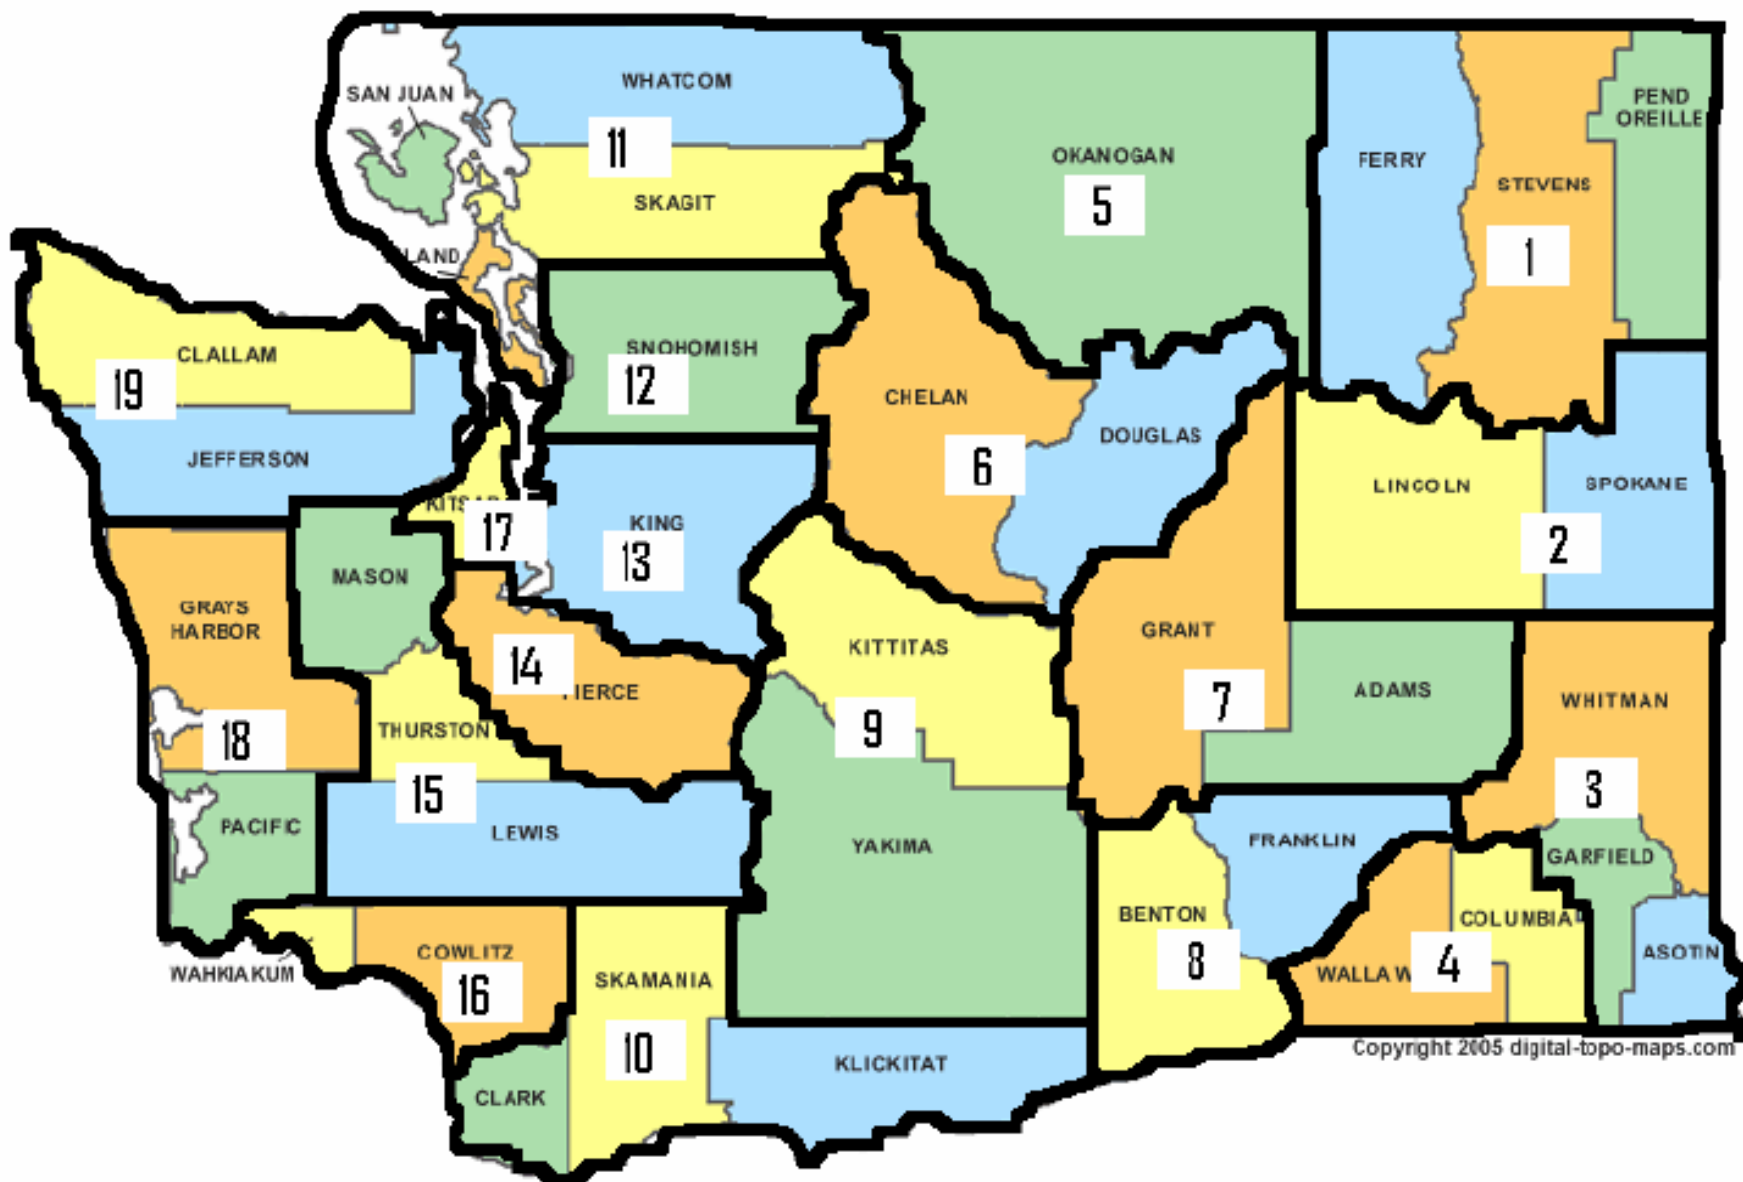 WHATCOM
SAN JUAN
11
SKAGIT
LAND
OKANOGAN
5
FERRY
STEVENS
1
PEND
OREILLE
CLALLAM
19
JEFFERSON
SNOHOMISH
12
CHELAN
6
DOUGLAS
LINCOLN
SPOKANE
2
KITSAP
17
KING
13
MASON
GRAYS
HARBOR
18
14
PIERCE
KITTITAS
9
GRANT
7
ADAMS
WHITMAN
3
THURSTON
15
LEWIS
PACIFIC
YAKIMA
FRANKLIN
GARFIELD
BENTON
8
COLUMBIA
WALLA W
4
ASOTIN
WAHKIAKUM
COWLITZ
16
SKAMANIA
10
KLICKITAT
CLARK
Copyright 2005 digital-topo-maps.com